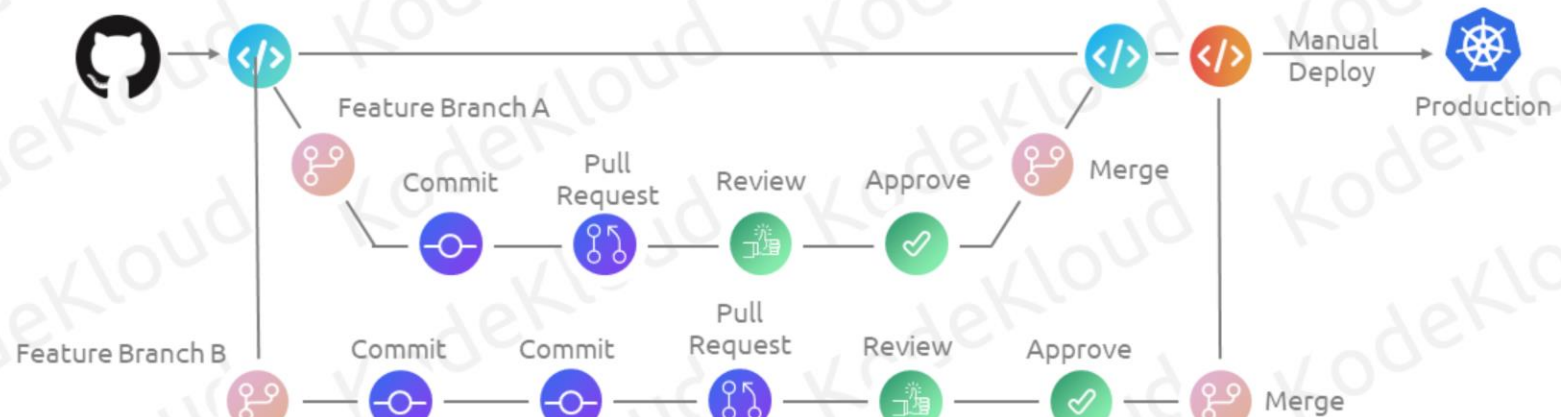 Manual
Deploy
Production
Feature Branch A
Commit
Pull
Request
Review
Approve
Merge
Feature Branch B
Commit
Commit
Pull
Request
Review
Approve
Merge
KodeKloud